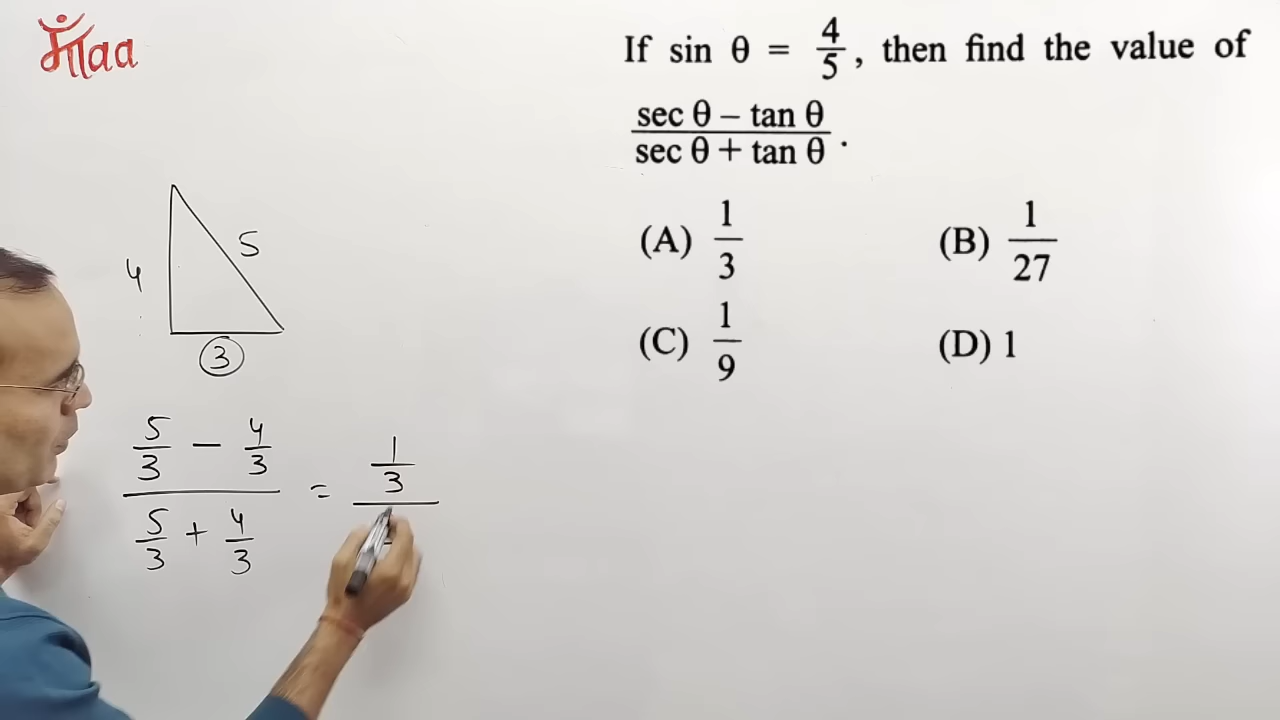 माँaa
If sin θ = 4/5, then find the value of
(sec θ – tan θ)/(sec θ + tan θ) .
(A) 1/3 (B) 1/27
(C) 1/9 (D) 1
4 5
3
(5/3 – 4/3)/(5/3 + 4/3) = (1/3)/